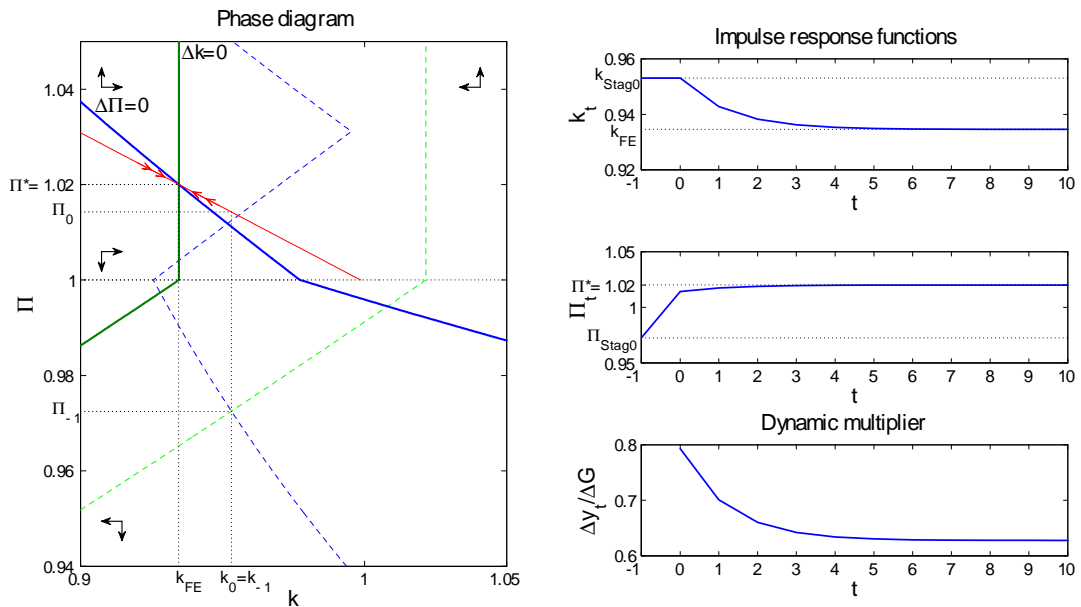 Phase diagram
Δk=0
ΔΠ=0
1.04
Π*= 1.02
Π0
1
Π
0.98
Π-1
0.96
0.94
0.9
kFE
k0=k-1
1
1.05
k
Impulse response functions
0.96
kStag0
kt
0.94
kFE
0.92
-1 0 1 2 3 4 5 6 7 8 9 10
t
1.05
Π*= 1.02
Πt
1
ΠStag0
0.95
-1 0 1 2 3 4 5 6 7 8 9 10
t
Dynamic multiplier
0.8
Δyt/ΔG
0.7
0.6
-1 0 1 2 3 4 5 6 7 8 9 10
t